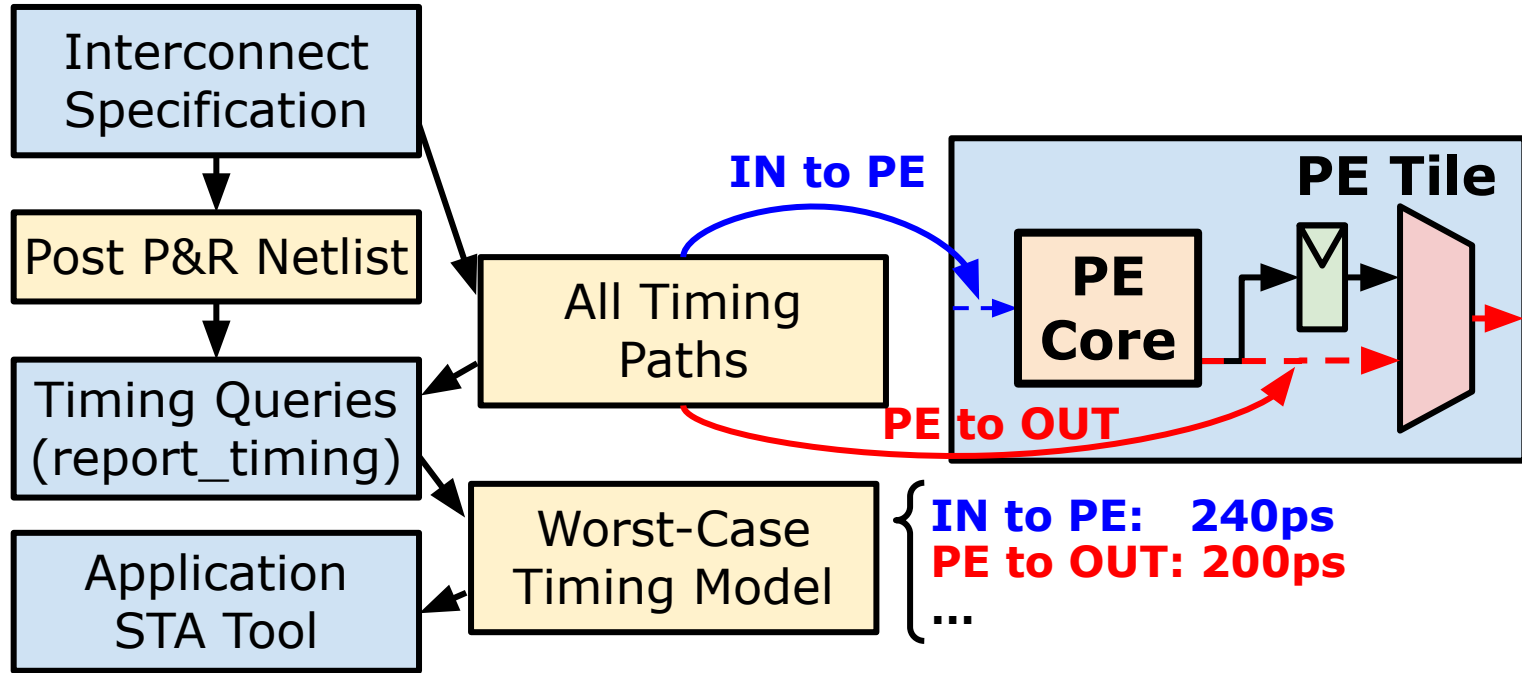 Interconnect
Specification
Post P&R Netlist
Timing Queries
(report_timing)
Application
STA Tool
All Timing
Paths
Worst-Case
Timing Model
IN to PE
PE to OUT
PE Tile
PE
Core
IN to PE: 240ps
PE to OUT: 200ps
...